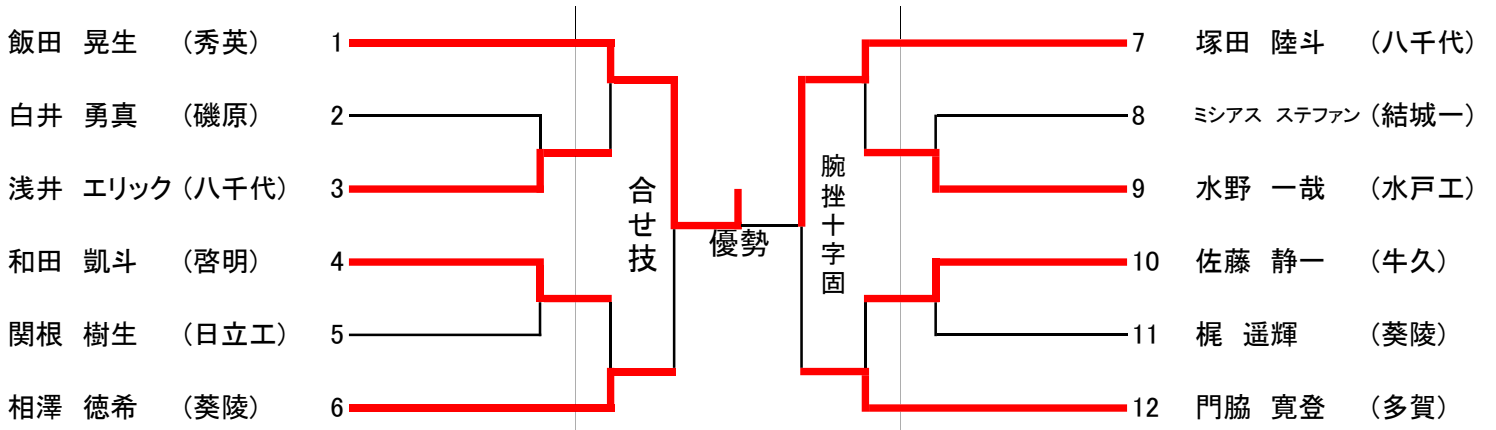 飯田 晃生 (秀英) 1
白井 勇真 (磯原) 2
浅井 エリック (八千代) 3
和田 凱斗 (啓明) 4
関根 樹生 (日立工) 5
相澤 徳希 (葵陵) 6
合せ技
優勢
腕挫十字固
7 塚田 陸斗 (八千代)
8 ミシアス ステファン (結城一)
9 水野 一哉 (水戸工)
10 佐藤 静一 (牛久)
11 梶 遥輝 (葵陵)
12 門脇 寛登 (多賀)